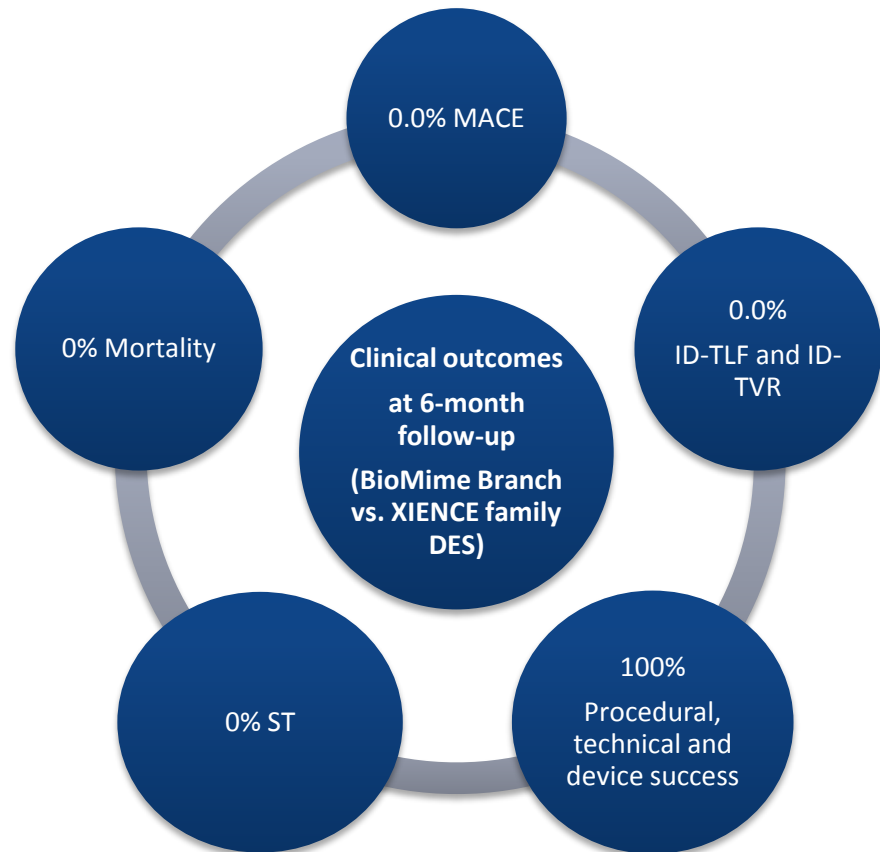 0.0% MACE
0.0%
ID-TLF and ID-
TVR
100%
Procedural,
technical and
device success
0% ST
0% Mortality
Clinical outcomes
at 6-month
follow-up
(BioMime Branch
vs. XIENCE family
DES)